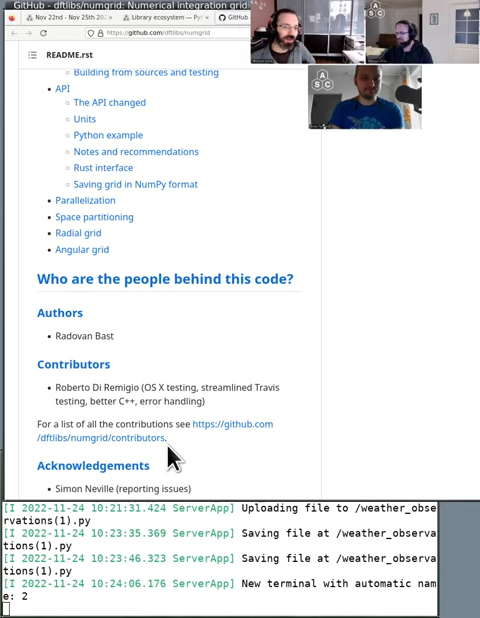 GitHub - dftlibs/numgrid: Numerical integration grid
Nov 22nd - Nov 25th 202
Library ecosystem — Py
GitHub
https://github.com/dftlibs/numgrid
README.rst
Building from sources and testing
API
The API changed
Units
Python example
Notes and recommendations
Rust interface
Saving grid in NumPy format
Parallelization
Space partitioning
Radial grid
Angular grid
Who are the people behind this code?
Authors
Radovan Bast
Contributors
Roberto Di Remigio (OS X testing, streamlined Travis
testing, better C++, error handling)
For a list of all the contributions see https://github.com
/dftlibs/numgrid/contributors.
Acknowledgements
Simon Neville (reporting issues)
[I 2022-11-24 10:21:31.424 ServerApp] Uploading file to /weather_obse
rvations(1).py
[I 2022-11-24 10:23:35.369 ServerApp] Saving file at /weather_observa
tions(1).py
[I 2022-11-24 10:23:46.323 ServerApp] Saving file at /weather_observa
tions(1).py
[I 2022-11-24 10:24:06.176 ServerApp] New terminal with automatic nam
e: 2